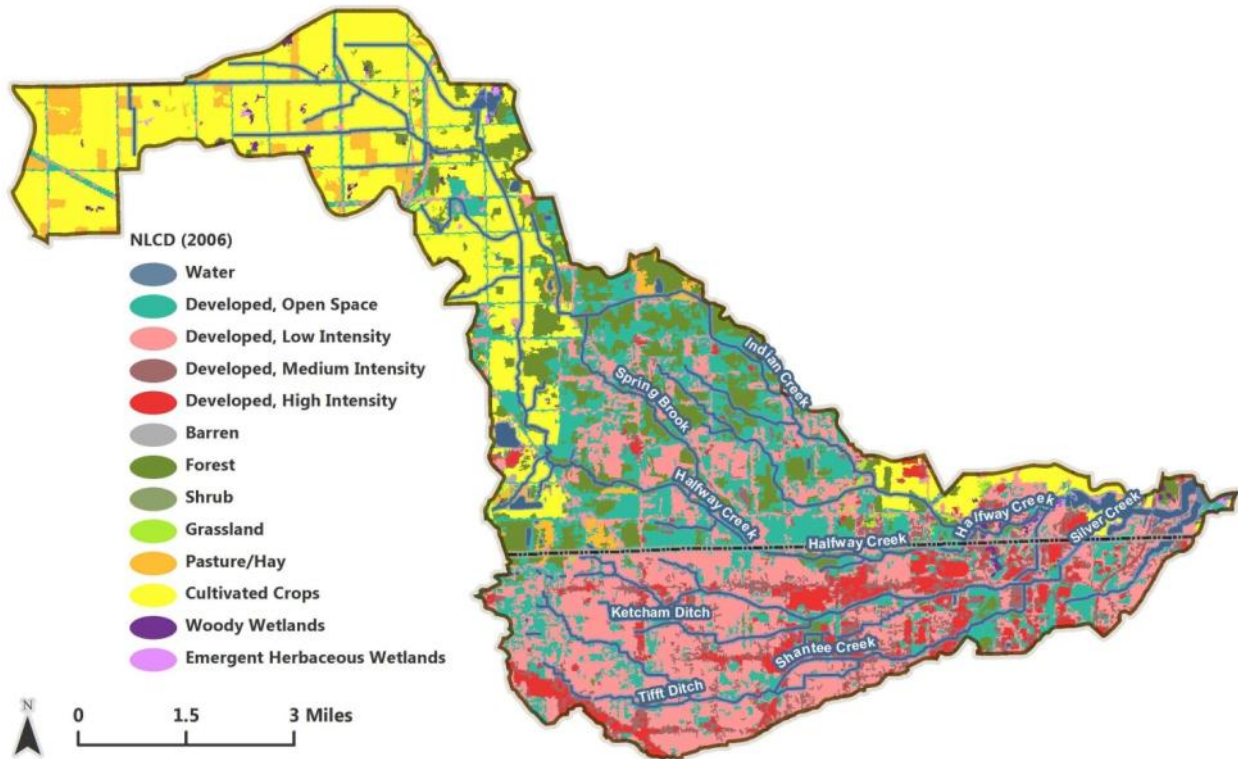 NLCD (2006)
Water
Developed, Open Space
Developed, Low Intensity
Developed, Medium Intensity
Developed, High Intensity
Barren
Forest
Shrub
Grassland
Pasture/Hay
Cultivated Crops
Woody Wetlands
Emergent Herbaceous Wetlands
N
0 1.5 3 Miles
Indian Creek
Spring Brook
Halfway Creek
Halfway Creek
Halfway Creek
Silver Creek
Ketcham Ditch
Shantee Creek
Tifft Ditch